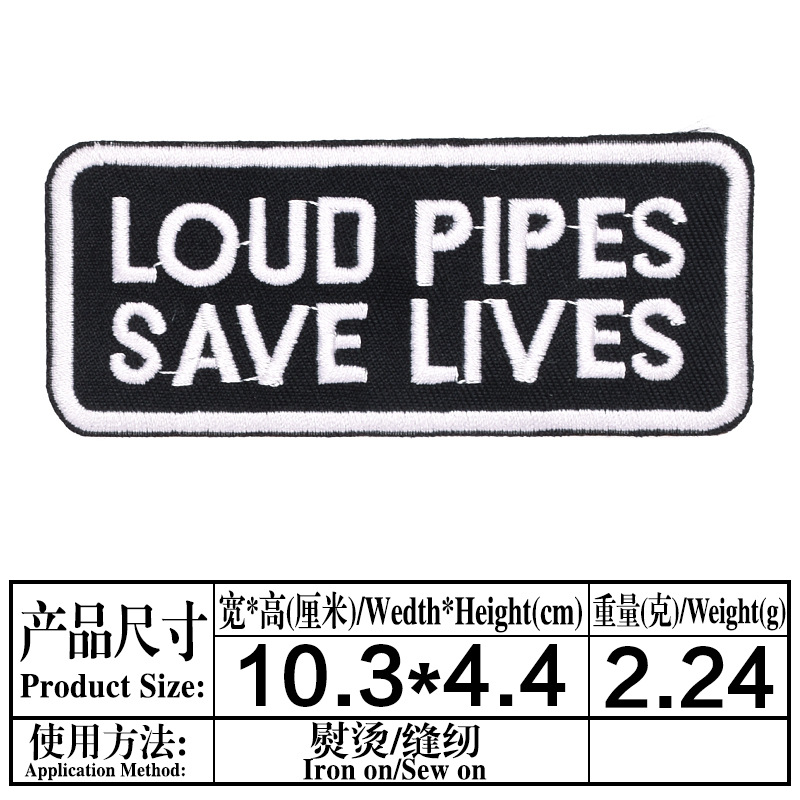 LOUD PIPES
SAVE LIVES
产品尺寸
Product Size:
宽*高(厘米)/Wedth*Height(cm)
重量(克)/Weight(g)
10.3*4.4
2.24
使用方法:
Application Method:
熨烫/缝纫
Iron on/Sew on